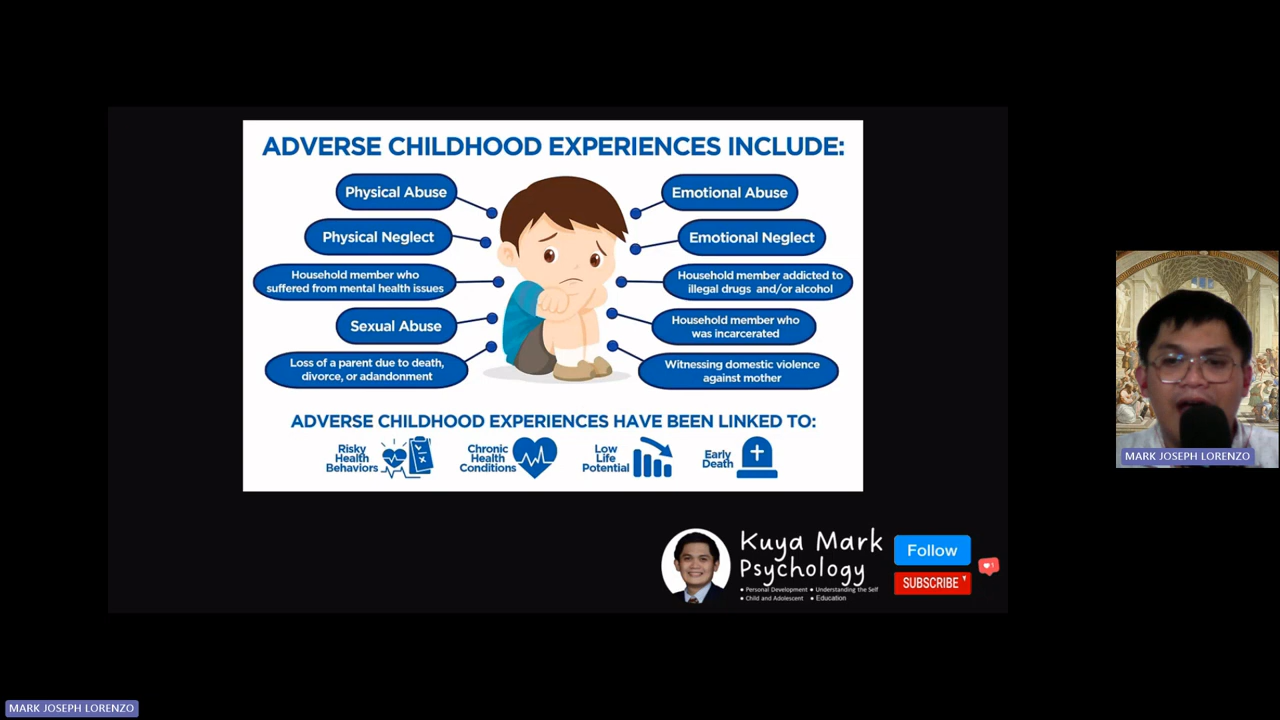 ADVERSE CHILDHOOD EXPERIENCES INCLUDE:
Physical Abuse
Physical Neglect
Household member who
suffered from mental health issues
Sexual Abuse
Loss of a parent due to death,
divorce, or adandonment
Emotional Abuse
Emotional Neglect
Household member addicted to
illegal drugs and/or alcohol
Household member who
was incarcerated
Witnessing domestic violence
against mother
ADVERSE CHILDHOOD EXPERIENCES HAVE BEEN LINKED TO:
Risky
Health
Behaviors
Chronic
Health
Conditions
Low
Life
Potential
Early
Death
Kuya Mark
Psychology
• Personal Development • Understanding the Self
• Child and Adolescent • Education
Follow
SUBSCRIBE
1
MARK JOSEPH LORENZO
MARK JOSEPH LORENZO